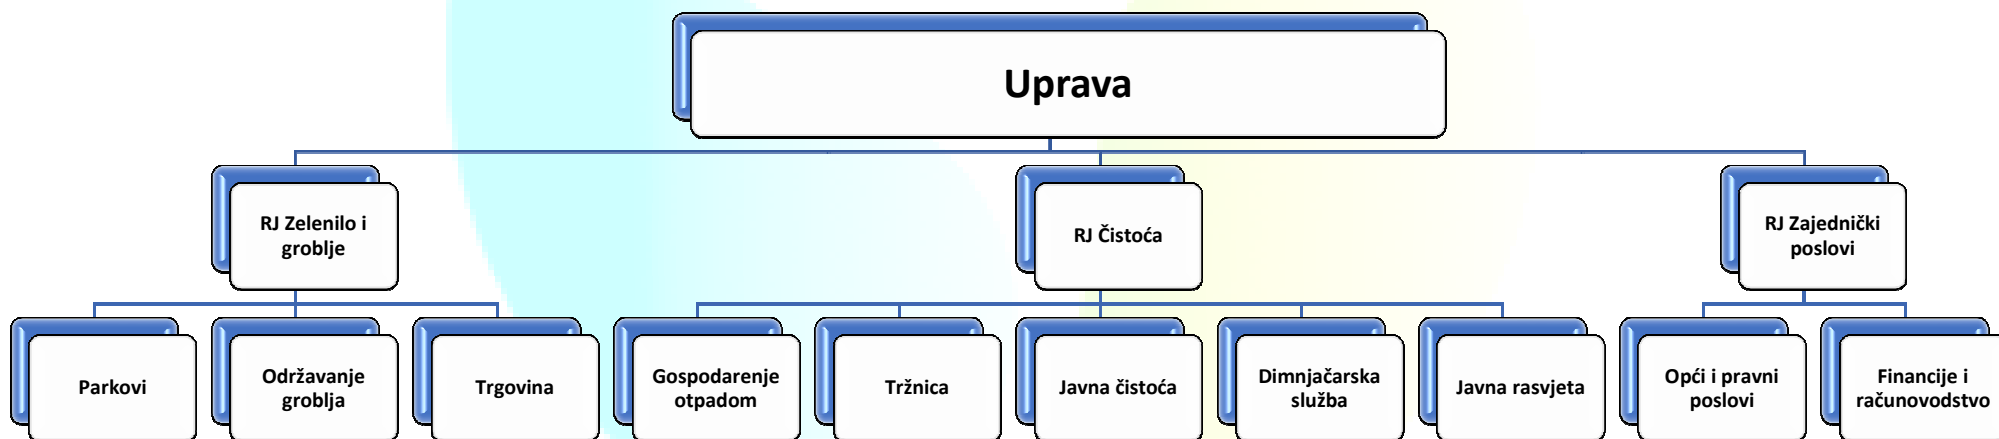 Uprava
RJ Zelenilo i
groblje
RJ Čistoća
RJ Zajednički
poslovi
Parkovi
Održavanje
groblja
Trgovina
Gospodarenje
otpadom
Tržnica
Javna čistoća
Dimnjačarska
služba
Javna rasvjeta
Opći i pravni
poslovi
Financije i
računovodstvo